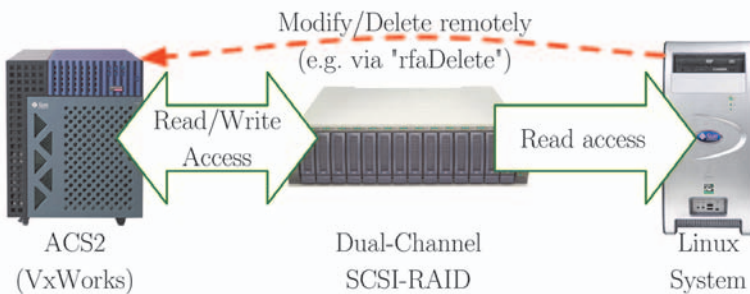 Modify/Delete remotely
(e.g. via "rfaDelete")
Read/Write
Access
Read access
ACS2
(VxWorks)
Dual-Channel
SCSI-RAID
Linux
System